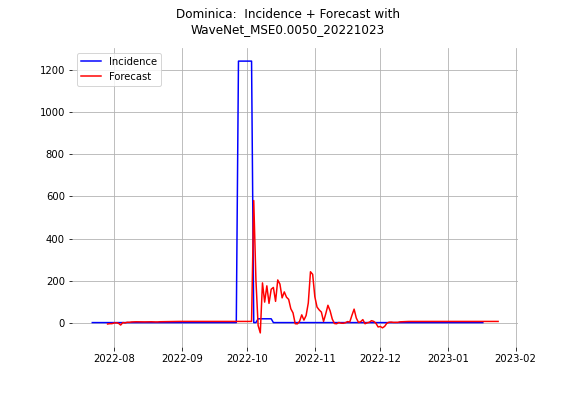 Dominica:  Incidence + Forecast with
WaveNet_MSE0.0050_20221023
Incidence
Forecast
1200
1000
800
600
400
200
0
2022-08 2022-09 2022-10 2022-11 2022-12 2023-01 2023-02